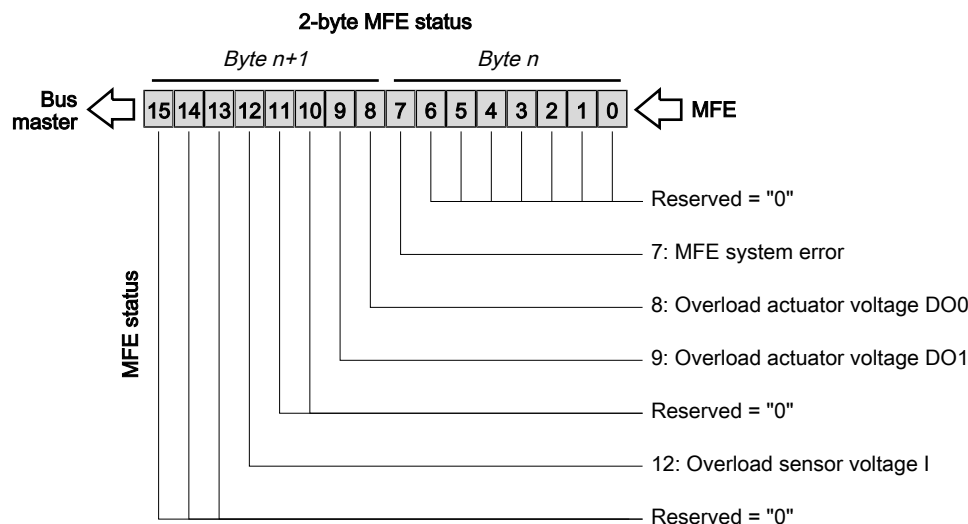 2-byte MFE status
Byte n+1 Byte n
Bus master 15 14 13 12 11 10 9 8 7 6 5 4 3 2 1 0 MFE
Reserved = "0"
7: MFE system error
8: Overload actuator voltage DO0
9: Overload actuator voltage DO1
MFE status
Reserved = "0"
12: Overload sensor voltage I
Reserved = "0"